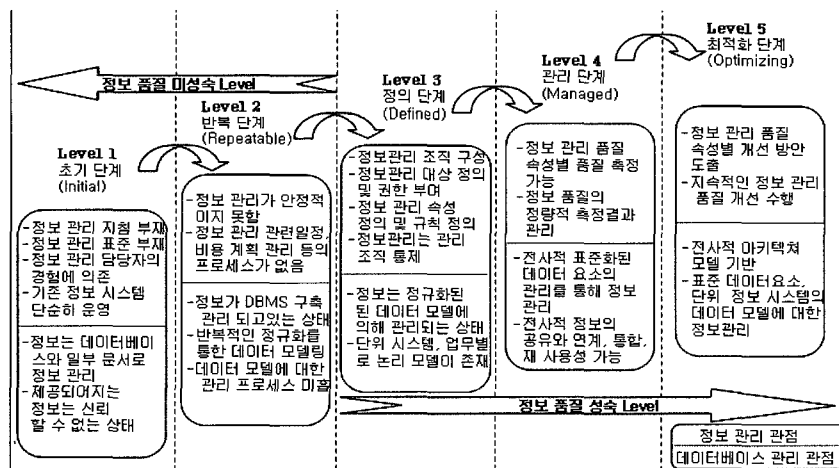 Level 5
최적화 단계
(Optimizing)
Level 4
관리 단계
(Managed)
정보 품질 미성숙 Level
Level 3
정의 단계
(Defined)
Level 2
반복 단계
(Repeatable)
Level 1
초기 단계
(Initial)
-정보 관리 지침 부재
-정보 관리 표준 부재
-정보 관리 담당자의
경험에 의존
-기존 정보 시스템
단순히 운영
-정보는 데이터베이
스와 일부 문서로
정보 관리
-제공되어지는
정보는 신뢰
할 수 없는 상태
-정보 관리가 안정적
이지 못함
-정보 관리 관련일정,
비용 계획 관리 등의
프로세스가 없음
-정보가 DBMS 구축
관리 되고있는 상태
-반복적인 정규화를
통한 데이터 모델링
-데이터 모델에 대한
관리 프로세스 미흡
-정보관리 조직 구성
-정보관리 대상 정의
및 권한 부여
-정보 관리 속성
정의 및 규칙 정의
-정보관리는 관리
조직 통제
-정보는 정규화된
된 데이터 모델에
의해 관리되는 상태
-단위 시스템, 업무별
로 논리 모델이 존재
-정보 관리 품질
속성별 품질 측정
가능
-정보 품질의
정량적 측정결과
관리
-전사적 표준화된
데이터 요소의
관리를 통해 정보
관리
-전사적 정보의
공유와 연계, 통합,
재 사용성 가능
-정보 관리 품질
속성별 개선 방안
도출
-지속적인 정보 관리
품질 개선 수행
-전사적 아키텍쳐
모델 기반
-표준 데이터요소,
단위 정보 시스템의
데이터 모델에 대한
정보관리
정보 품질 성숙 Level
정보 관리 관점
데이터베이스 관리 관점